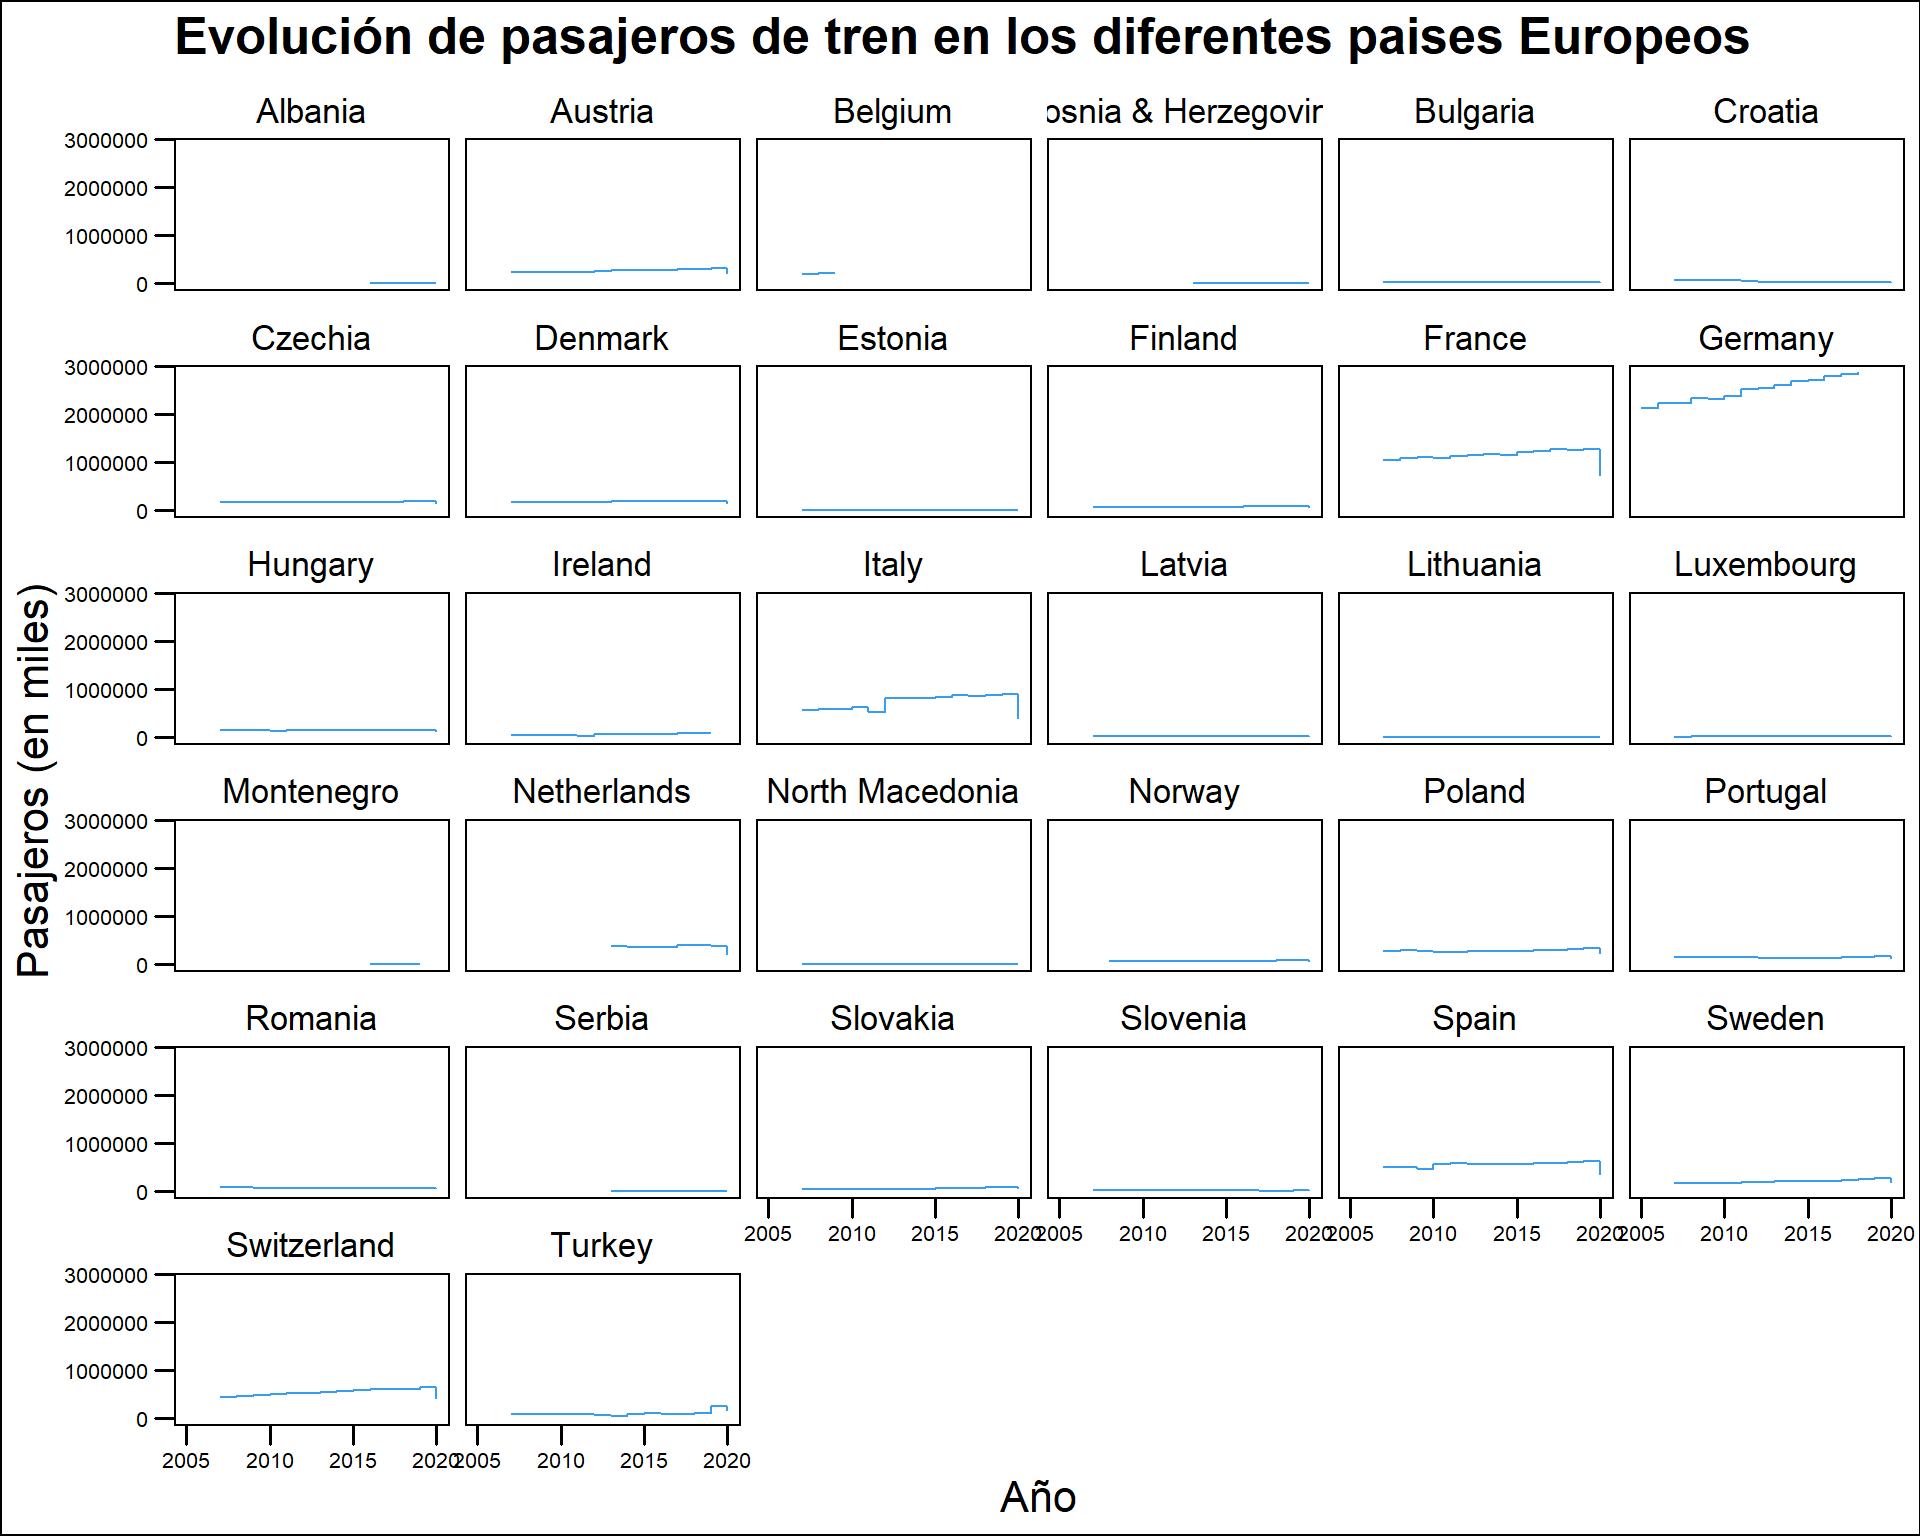 Evolución de pasajeros de tren en los diferentes paises Europeos
Albania Austria Belgium osnia & Herzegovin Bulgaria Croatia
3000000
2000000
1000000
0
Czechia Denmark Estonia Finland France Germany
3000000
2000000
1000000
0
Hungary Ireland Italy Latvia Lithuania Luxembourg
3000000
2000000
1000000
0
Pasajeros (en miles)
Montenegro Netherlands North Macedonia Norway Poland Portugal
3000000
2000000
1000000
0
Romania Serbia Slovakia Slovenia Spain Sweden
3000000
2000000
1000000
0
2005 2010 2015 2020 2005 2010 2015 2020 2005 2010 2015 2020 2005 2010 2015 2020
Switzerland Turkey
3000000
2000000
1000000
0
2005 2010 2015 2020 2005 2010 2015 2020
Año